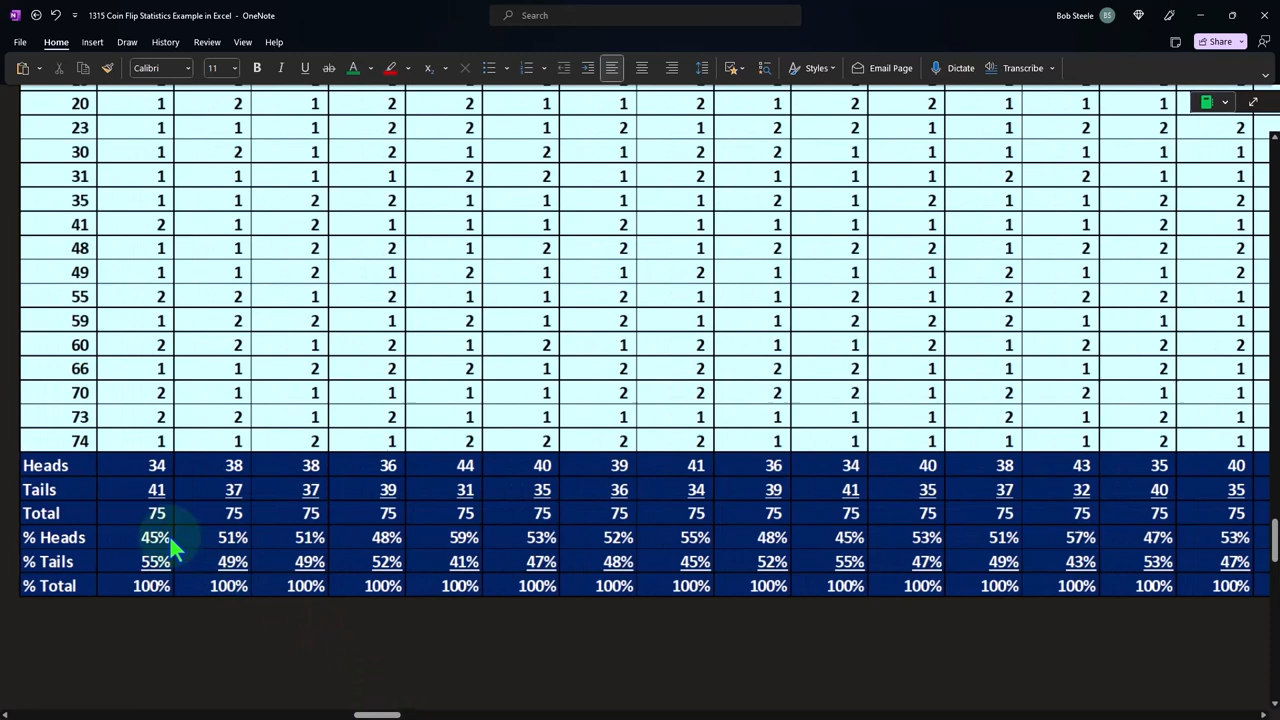 1315 Coin Flip Statistics Example in Excel - OneNote
Search
Bob Steele BS
File Home Insert Draw History Review View Help
Share
Calibri 11 B I U ab A x Styles Email Page Dictate Transcribe
20 1 2 1 2 2 1 1 2 1 2 2 1 1 1
23 1 1 1 1 1 1 2 1 2 2 1 1 2 2 2
30 1 2 1 2 1 2 1 2 2 1 1 1 1 1 1
31 1 1 1 1 2 2 1 2 1 1 1 2 2 1 1
35 1 1 2 2 1 1 1 1 2 1 2 1 1 2 2
41 2 1 2 1 1 1 2 1 1 1 1 1 1 2 1
48 1 1 2 2 1 2 2 1 2 2 2 1 2 2 2
49 1 1 2 1 2 1 1 2 1 1 1 2 1 1 2
55 2 2 1 2 2 1 2 1 1 2 1 2 2 2 1
59 1 2 2 1 2 1 2 1 1 2 2 2 1 1 1
60 2 2 1 2 1 2 1 2 1 1 2 1 2 2 2
66 1 1 2 2 2 1 2 2 2 2 1 1 1 2 1
70 2 1 1 1 1 1 2 2 2 2 1 2 2 1 1
73 2 2 1 2 1 1 1 1 1 1 1 2 1 2 1
74 1 1 2 1 2 2 2 2 1 1 1 1 1 2 1
Heads 34 38 38 36 44 40 39 41 36 34 40 38 43 35 40
Tails 41 37 37 39 31 35 36 34 39 41 35 37 32 40 35
Total 75 75 75 75 75 75 75 75 75 75 75 75 75 75 75
% Heads 45% 51% 51% 48% 59% 53% 52% 55% 48% 45% 53% 51% 57% 47% 53%
% Tails 55% 49% 49% 52% 41% 47% 48% 45% 52% 55% 47% 49% 43% 53% 47%
% Total 100% 100% 100% 100% 100% 100% 100% 100% 100% 100% 100% 100% 100% 100% 100%